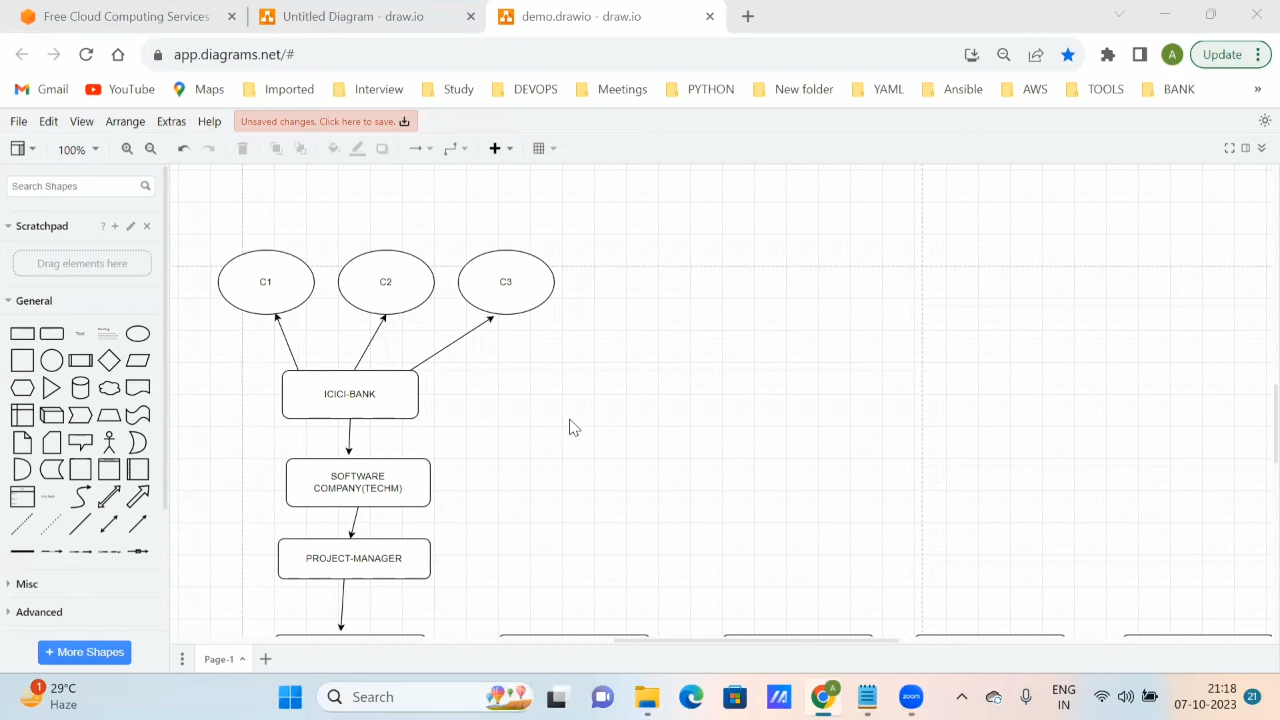 Free Cloud Computing Services
Untitled Diagram - draw.io
demo.drawio - draw.io
app.diagrams.net/#
A
Update
Gmail
YouTube
Maps
Imported
Interview
Study
DEVOPS
Meetings
PYTHON
New folder
YAML
Ansible
AWS
TOOLS
BANK
»
File
Edit
View
Arrange
Extras
Help
Unsaved changes. Click here to save.
100%
Search Shapes
Scratchpad
?
Drag elements here
General
Text
Misc
Advanced
+ More Shapes
C1
C2
C3
ICICI-BANK
SOFTWARE
COMPANY(TECHM)
PROJECT-MANAGER
Page-1
1
29°C
Haze
Search
A
zoom
ENG
IN
21:18
07-10-2023
21